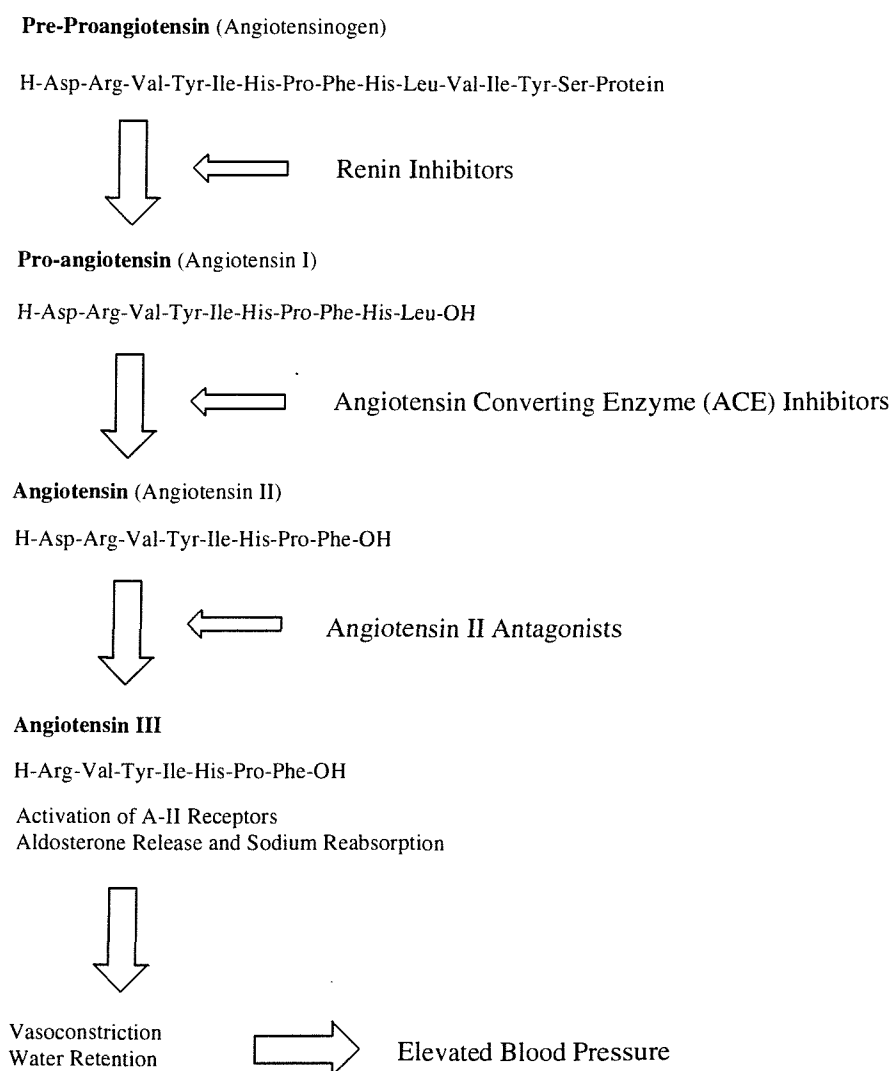 Pre-Proangiotensin (Angiotensinogen)
H-Asp-Arg-Val-Tyr-Ile-His-Pro-Phe-His-Leu-Val-Ile-Tyr-Ser-Protein
Renin Inhibitors
Pro-angiotensin (Angiotensin I)
H-Asp-Arg-Val-Tyr-Ile-His-Pro-Phe-His-Leu-OH
Angiotensin Converting Enzyme (ACE) Inhibitors
Angiotensin (Angiotensin II)
H-Asp-Arg-Val-Tyr-Ile-His-Pro-Phe-OH
Angiotensin II Antagonists
Angiotensin III
H-Arg-Val-Tyr-Ile-His-Pro-Phe-OH
Activation of A-II Receptors
Aldosterone Release and Sodium Reabsorption
Vasoconstriction
Water Retention
Elevated Blood Pressure